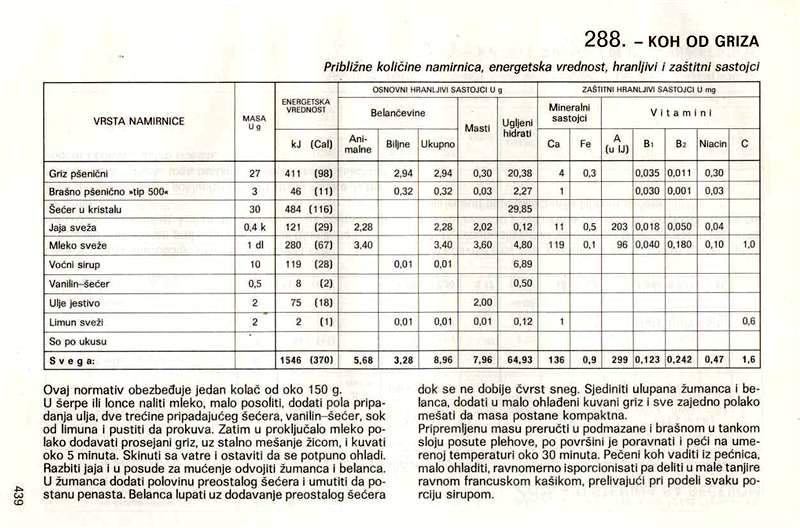 288. – KOH OD GRIZA
Približne količine namirnica, energetska vrednost, hranljivi i zaštitni sastojci
VRSTA NAMIRNICE | MASA U g | ENERGETSKA VREDNOST | OSNOVNI HRANLJIVI SASTOJCI U g | ZAŠTITNI HRANLJIVI SASTOJCI U mg
Belančevine | Masti | Ugljeni hidrati | Mineralni sastojci | Vitamini
kJ (Cal) | Ani-malne | Biljne | Ukupno | Ca | Fe | A (u IJ) | B1 | B2 | Niacin | C
Griz pšenični 27 411 (98) 2,94 2,94 0,30 20,38 4 0,3 0,035 0,011 0,30
Brašno pšenično »tip 500« 3 46 (11) 0,32 0,32 0,03 2,27 1 0,030 0,001 0,03
Šećer u kristalu 30 484 (116) 29,85
Jaja sveža 0,4 k 121 (29) 2,28 2,28 2,02 0,12 11 0,5 203 0,018 0,050 0,04
Mleko sveže 1 dl 280 (67) 3,40 3,40 3,60 4,80 119 0,1 96 0,040 0,180 0,10 1,0
Voćni sirup 10 119 (28) 0,01 0,01 6,89
Vanilin–šećer 0,5 8 (2) 0,50
Ulje jestivo 2 75 (18) 2,00
Limun sveži 2 2 (1) 0,01 0,01 0,01 0,12 1 0,6
So po ukusu
Svega: 1546 (370) 5,68 3,28 8,96 7,96 64,93 136 0,9 299 0,123 0,242 0,47 1,6
Ovaj normativ obezbeđuje jedan kolač od oko 150 g.
U šerpe ili lonce naliti mleko, malo posoliti, dodati pola pripa-
danja ulja, dve trećine pripadajućeg šećera, vanilin–šećer, sok
od limuna i pustiti da prokuva. Zatim u proključalo mleko po-
lako dodavati prosejani griz, uz stalno mešanje žicom, i kuvati
oko 5 minuta. Skinuti sa vatre i ostaviti da se potpuno ohladi.
Razbiti jaja i u posude za mućenje odvojiti žumanca i belanca.
U žumanca dodati polovinu preostalog šećera i umutiti da po-
stanu penasta. Belanca lupati uz dodavanje preostalog šećera
dok se ne dobije čvrst sneg. Sjediniti ulupana žumanca i be-
lanca, dodati u malo ohlađeni kuvani griz i sve zajedno polako
mešati da masa postane kompaktna.
Pripremljenu masu preručti u podmazane i brašnom u tankom
sloju posute plehove, po površini je poravnati i peći na ume-
renoj temperaturi oko 30 minuta. Pečeni koh vaditi iz pećnica,
malo ohladiti, ravnomerno isporcionisati pa deliti u male tanjire
ravnom francuskom kašikom, prelivajući pri podeli svaku po-
rciju sirupom.
439